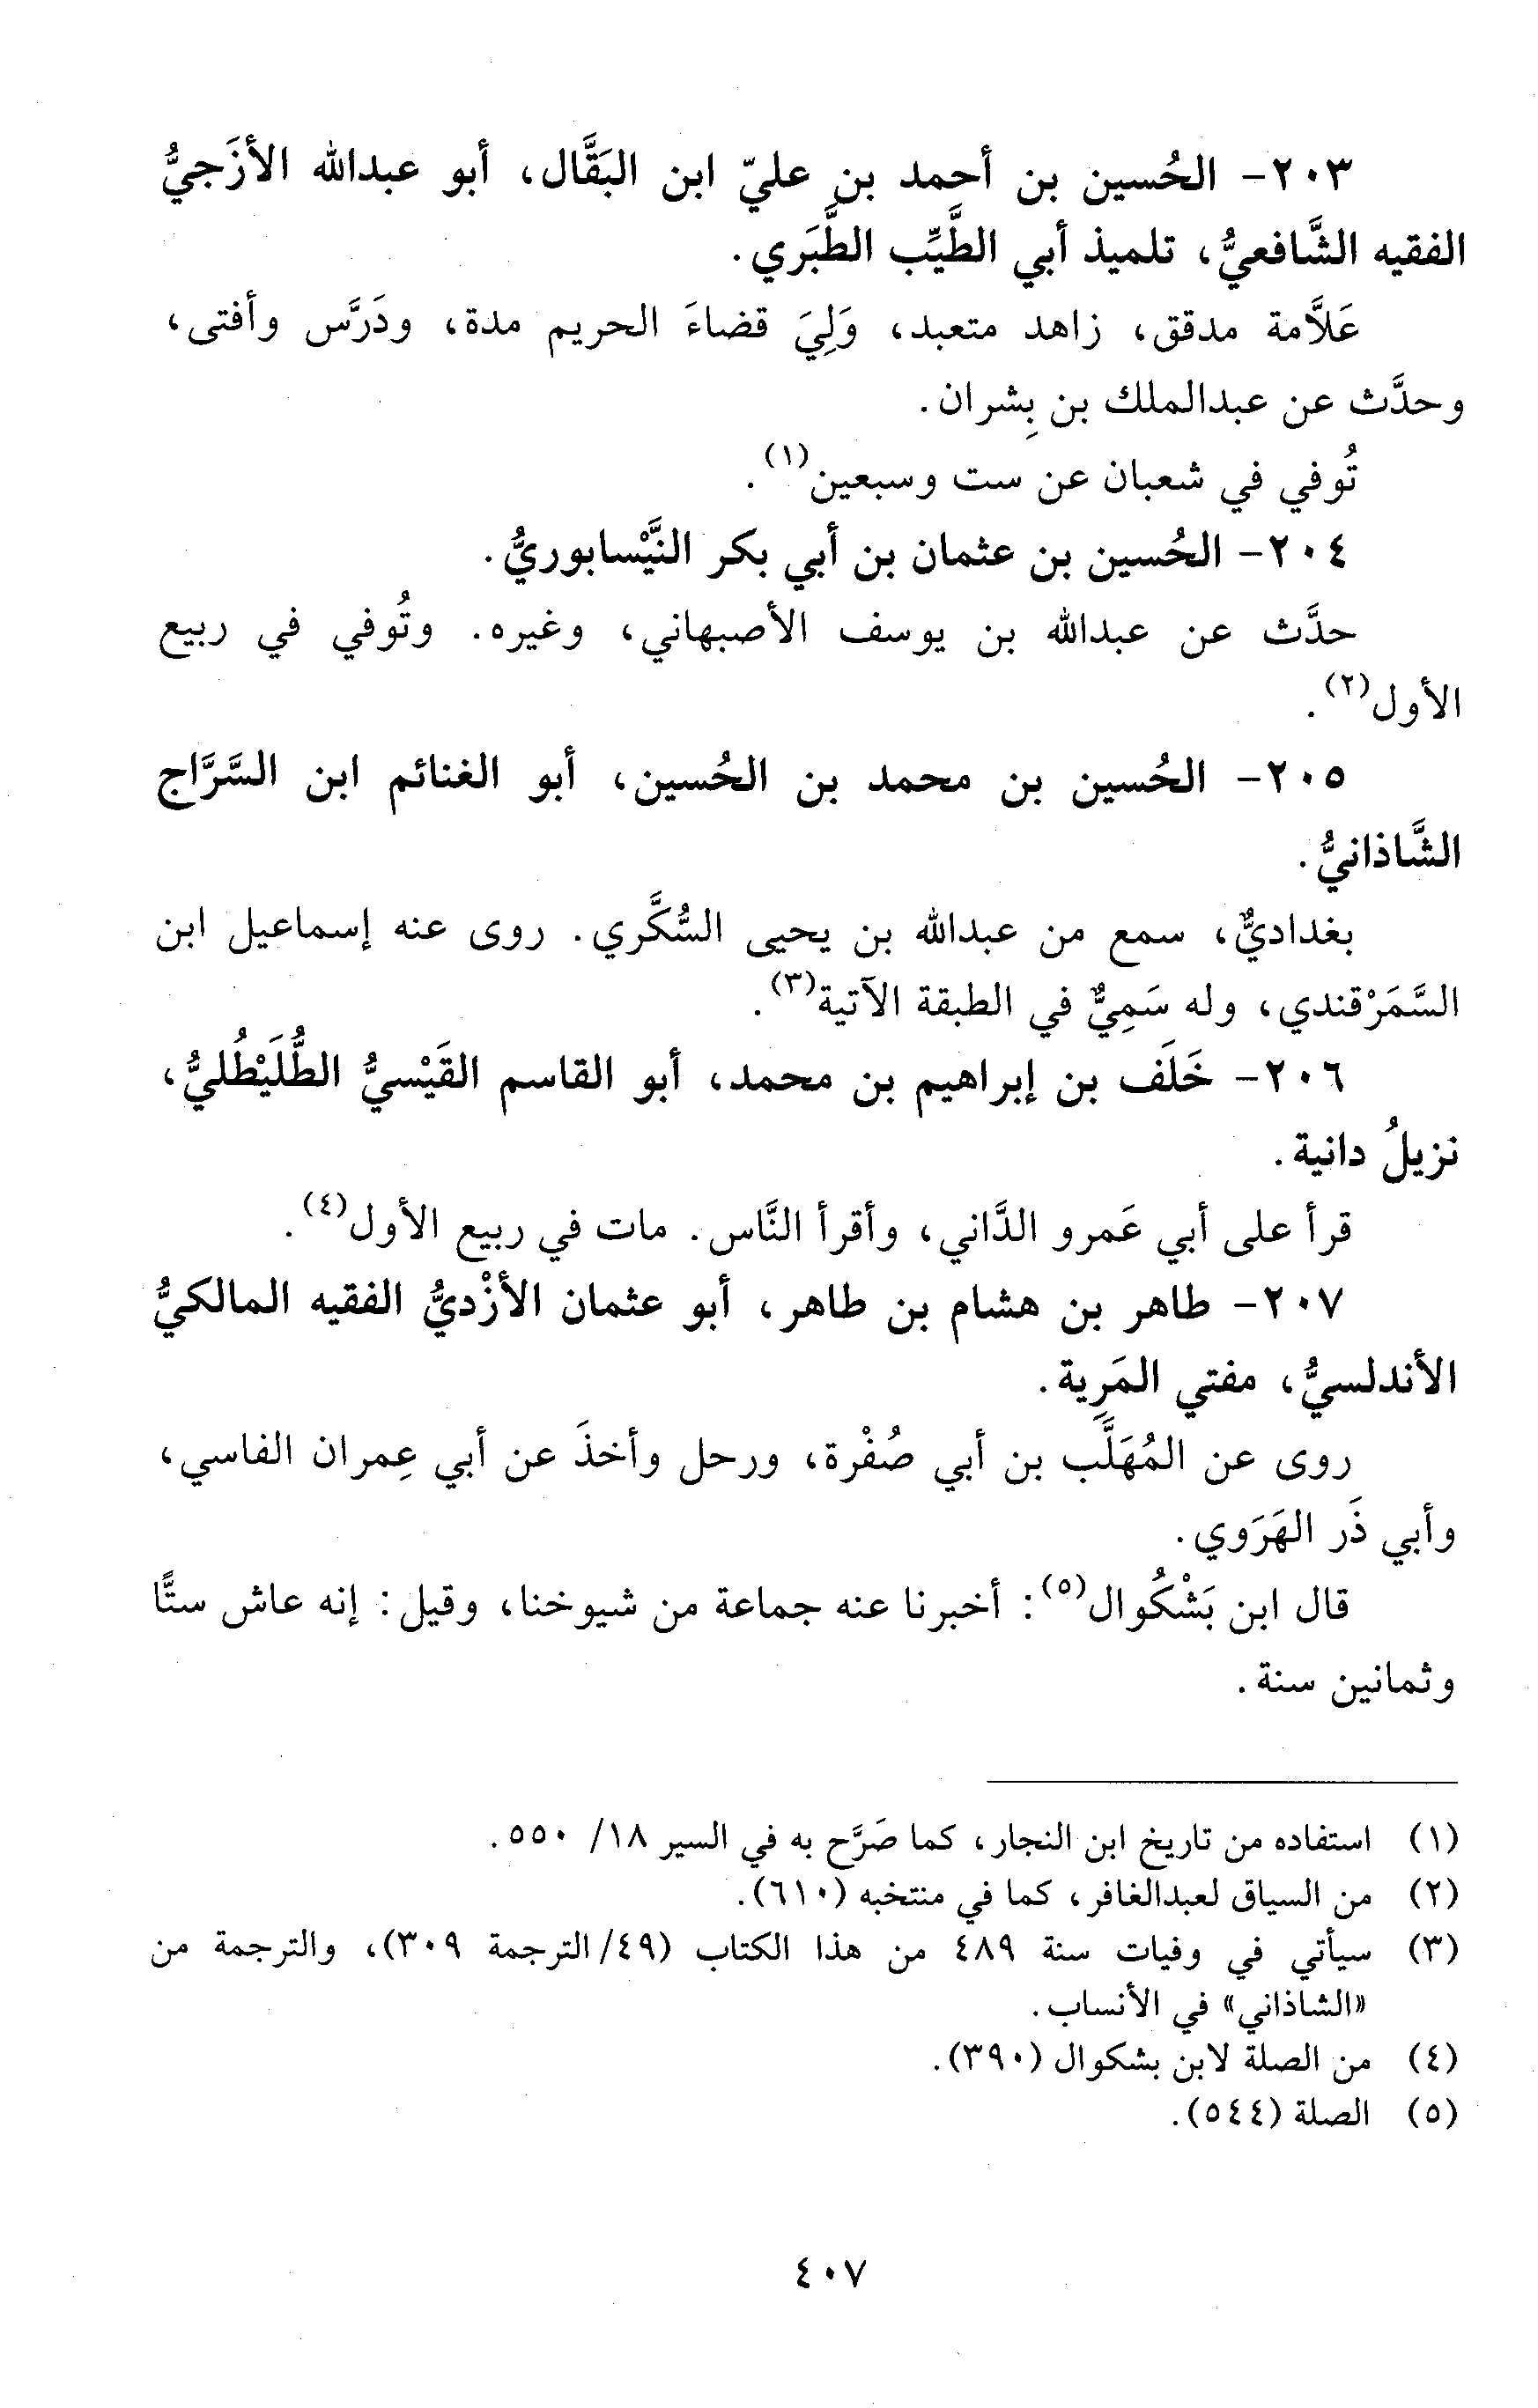 ٢٠٣- الحُسين بن أحمد بن عليّ ابن البَقَّال، أبو عبدالله الأزَجيُّ
الفقيه الشَّافعيُّ، تلميذ أبي الطَّيِّب الطَّبَري.
عَلاَّمة مدقق، زاهد متعبد، وَلِيَ قضاءَ الحريم مدة، ودَرَّس وأفتى،
وحدَّث عن عبدالملك بن بِشران.
تُوفي في شعبان عن ست وسبعين(١).
٢٠٤- الحُسين بن عثمان بن أبي بكر النَّيْسابوريُّ.
حدَّث عن عبدالله بن يوسف الأصبهاني، وغيره. وتُوفي في ربيع
الأول(٢).
٢٠٥- الحُسين بن محمد بن الحُسين، أبو الغنائم ابن السَّرَّاج
الشَّاذانيُّ.
بغداديٌّ، سمع من عبدالله بن يحيى السُّكَّري. روى عنه إسماعيل ابن
السَّمَرْقندي، وله سَمِيٌّ في الطبقة الآتية(٣).
٢٠٦- خَلَف بن إبراهيم بن محمد، أبو القاسم القَيْسيُّ الطُّلَيْطُليُّ،
نزيلُ دانية.
قرأ على أبي عَمرو الدَّاني، وأقرأ النَّاس. مات في ربيع الأول(٤).
٢٠٧- طاهر بن هشام بن طاهر، أبو عثمان الأزْديُّ الفقيه المالكيُّ
الأندلسيُّ، مفتي المَرِية.
روى عن المُهَلَّب بن أبي صُفْرة، ورحل وأخذَ عن أبي عِمران الفاسي،
وأبي ذَر الهَرَوي.
قال ابن بَشْكُوال(٥): أخبرنا عنه جماعة من شيوخنا، وقيل: إنه عاش ستًّا
وثمانين سنة.
(١) استفاده من تاريخ ابن النجار، كما صَرَّح به في السير ١٨/ ٥٥٠.
(٢) من السياق لعبدالغافر، كما في منتخبه (٦١٠).
(٣) سيأتي في وفيات سنة ٤٨٩ من هذا الكتاب (٤٩/الترجمة ٣٠٩)، والترجمة من
«الشاذاني» في الأنساب.
(٤) من الصلة لابن بشكوال (٣٩٠).
(٥) الصلة (٥٤٤).
٤٠٧